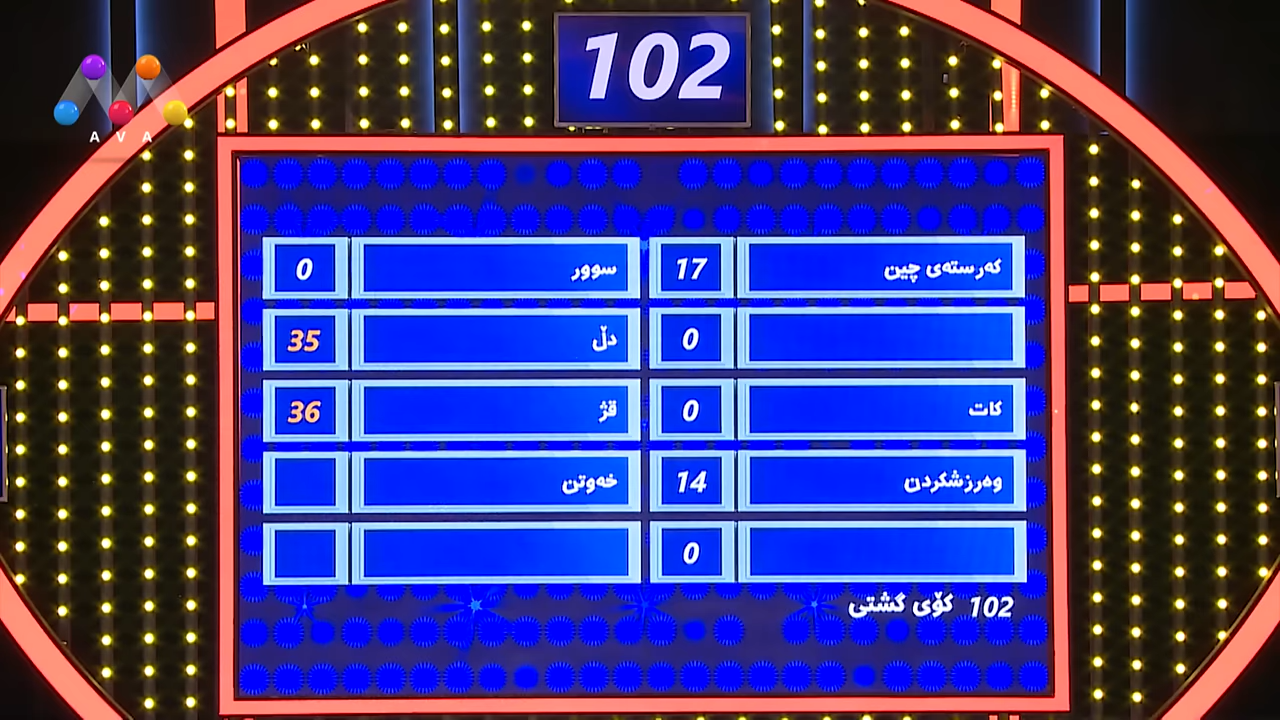 102
AVA
کەرستەی چین 17
سوور 0
0
دڵ 35
کات 0
قژ 36
وەرزشکردن 14
خەوتن
0
102 کۆی گشتی